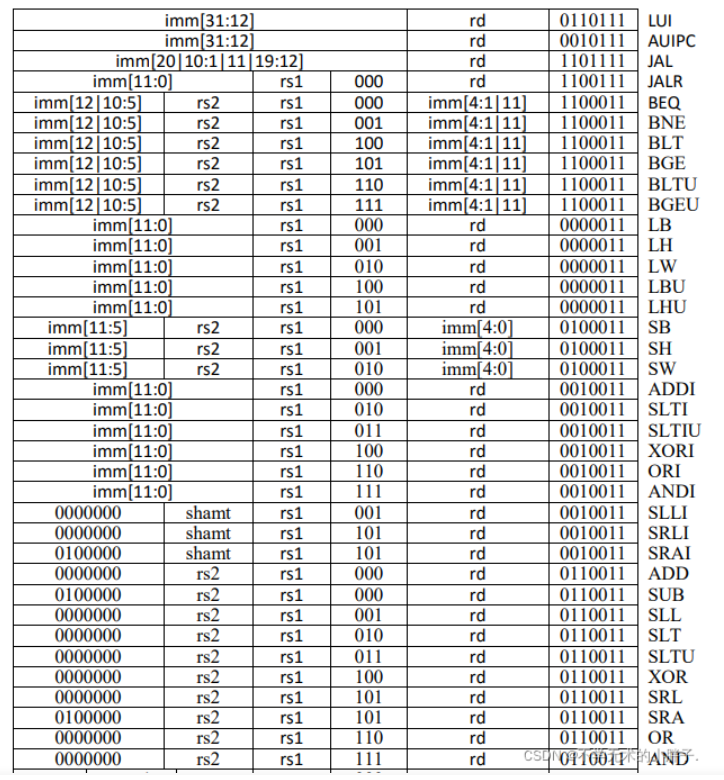 imm[31:12] rd 0110111 LUI
imm[31:12] rd 0010111 AUIPC
imm[20|10:1|11|19:12] rd 1101111 JAL
imm[11:0] rs1 000 rd 1100111 JALR
imm[12|10:5] rs2 rs1 000 imm[4:1|11] 1100011 BEQ
imm[12|10:5] rs2 rs1 001 imm[4:1|11] 1100011 BNE
imm[12|10:5] rs2 rs1 100 imm[4:1|11] 1100011 BLT
imm[12|10:5] rs2 rs1 101 imm[4:1|11] 1100011 BGE
imm[12|10:5] rs2 rs1 110 imm[4:1|11] 1100011 BLTU
imm[12|10:5] rs2 rs1 111 imm[4:1|11] 1100011 BGEU
imm[11:0] rs1 000 rd 0000011 LB
imm[11:0] rs1 001 rd 0000011 LH
imm[11:0] rs1 010 rd 0000011 LW
imm[11:0] rs1 100 rd 0000011 LBU
imm[11:0] rs1 101 rd 0000011 LHU
imm[11:5] rs2 rs1 000 imm[4:0] 0100011 SB
imm[11:5] rs2 rs1 001 imm[4:0] 0100011 SH
imm[11:5] rs2 rs1 010 imm[4:0] 0100011 SW
imm[11:0] rs1 000 rd 0010011 ADDI
imm[11:0] rs1 010 rd 0010011 SLTI
imm[11:0] rs1 011 rd 0010011 SLTIU
imm[11:0] rs1 100 rd 0010011 XORI
imm[11:0] rs1 110 rd 0010011 ORI
imm[11:0] rs1 111 rd 0010011 ANDI
0000000 shamt rs1 001 rd 0010011 SLLI
0000000 shamt rs1 101 rd 0010011 SRLI
0100000 shamt rs1 101 rd 0010011 SRAI
0000000 rs2 rs1 000 rd 0110011 ADD
0100000 rs2 rs1 000 rd 0110011 SUB
0000000 rs2 rs1 001 rd 0110011 SLL
0000000 rs2 rs1 010 rd 0110011 SLT
0000000 rs2 rs1 011 rd 0110011 SLTU
0000000 rs2 rs1 100 rd 0110011 XOR
0000000 rs2 rs1 101 rd 0110011 SRL
0100000 rs2 rs1 101 rd 0110011 SRA
0000000 rs2 rs1 110 rd 0110011 OR
0000000 rs2 rs1 111 rd 0110011 AND
CSDN @不学无术的小胖子.